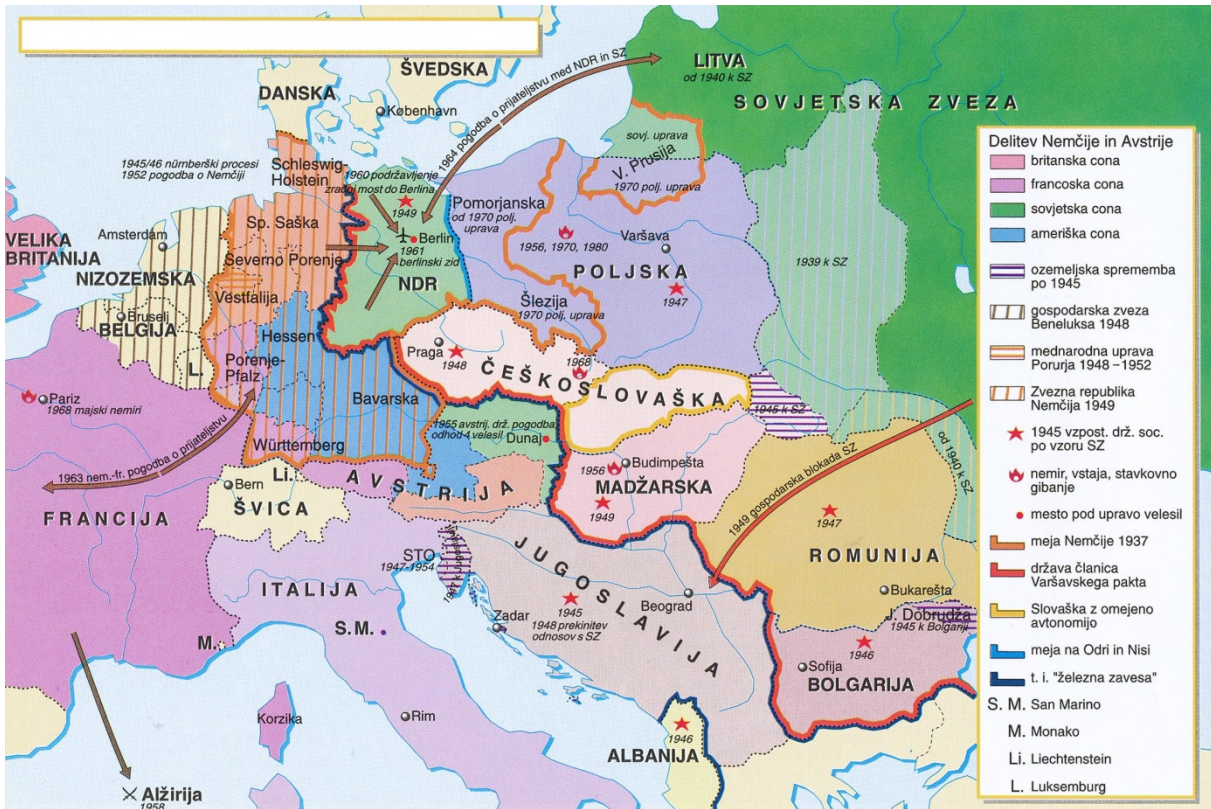 ŠVEDSKA
DANSKA
København
LITVA
od 1940 k SZ
SOVJETSKA ZVEZA
1964 pogodba o prijateljstvu med NDR in SZ
1945/46 nürnberški procesi
1952 pogodba o Nemčiji
Schleswig-
Holstein
1960 podržavljenje
zračni most do Berlina
1949
Berlin
1961
berlinski zid
NDR
Pomorjanska
od 1970 polj.
uprava
sovj. uprava
V. Prusija
1970 polj. uprava
1939 k SZ
VELIKA
BRITANIJA
Amsterdam
NIZOZEMSKA
Sp. Saška
Severno Porenje
Vestfalija
Bruselj
BELGIJA
L.
Hessen
Porenje-
Pfalz
Bavarska
Württemberg
1956, 1970, 1980
Varšava
POLJSKA
1947
Šlezija
1970 polj. uprava
Praga
1948
1968
ČEŠKOSLOVAŠKA
1945 k SZ
od 1940 k SZ
Pariz
1968 majski nemiri
1963 nem.-fr. pogodba o prijateljstvu
FRANCIJA
Bern
ŠVICA
Li.
AVSTRIJA
1955 avstrij. drž. pogodba,
odhod 4 velesil
Dunaj
1956
Budimpešta
MADŽARSKA
1949
1949 gospodarska blokada SZ
1947
ROMUNIJA
Bukarešta
J. Dobrudža
1945 k Bolgariji
STO
1947-1954
ITALIJA
S.M.
M.
Zadar
JUGOSLAVIJA
1945
1948 prekinitev
odnosov s SZ
Beograd
Sofija
1946
BOLGARIJA
Korzika
Rim
1946
ALBANIJA
Alžirija
1958
Delitev Nemčije in Avstrije
britanska cona
francoska cona
sovjetska cona
ameriška cona
ozemeljska sprememba
po 1945
gospodarska zveza
Beneluksa 1948
mednarodna uprava
Porurja 1948 –1952
Zvezna republika
Nemčija 1949
1945 vzpost. drž. soc.
po vzoru SZ
nemir, vstaja, stavkovno
gibanje
mesto pod upravo velesil
meja Nemčije 1937
država članica
Varšavskega pakta
Slovaška z omejeno
avtonomijo
meja na Odri in Nisi
t. i. "železna zavesa"
S. M. San Marino
M. Monako
Li. Liechtenstein
L. Luksemburg